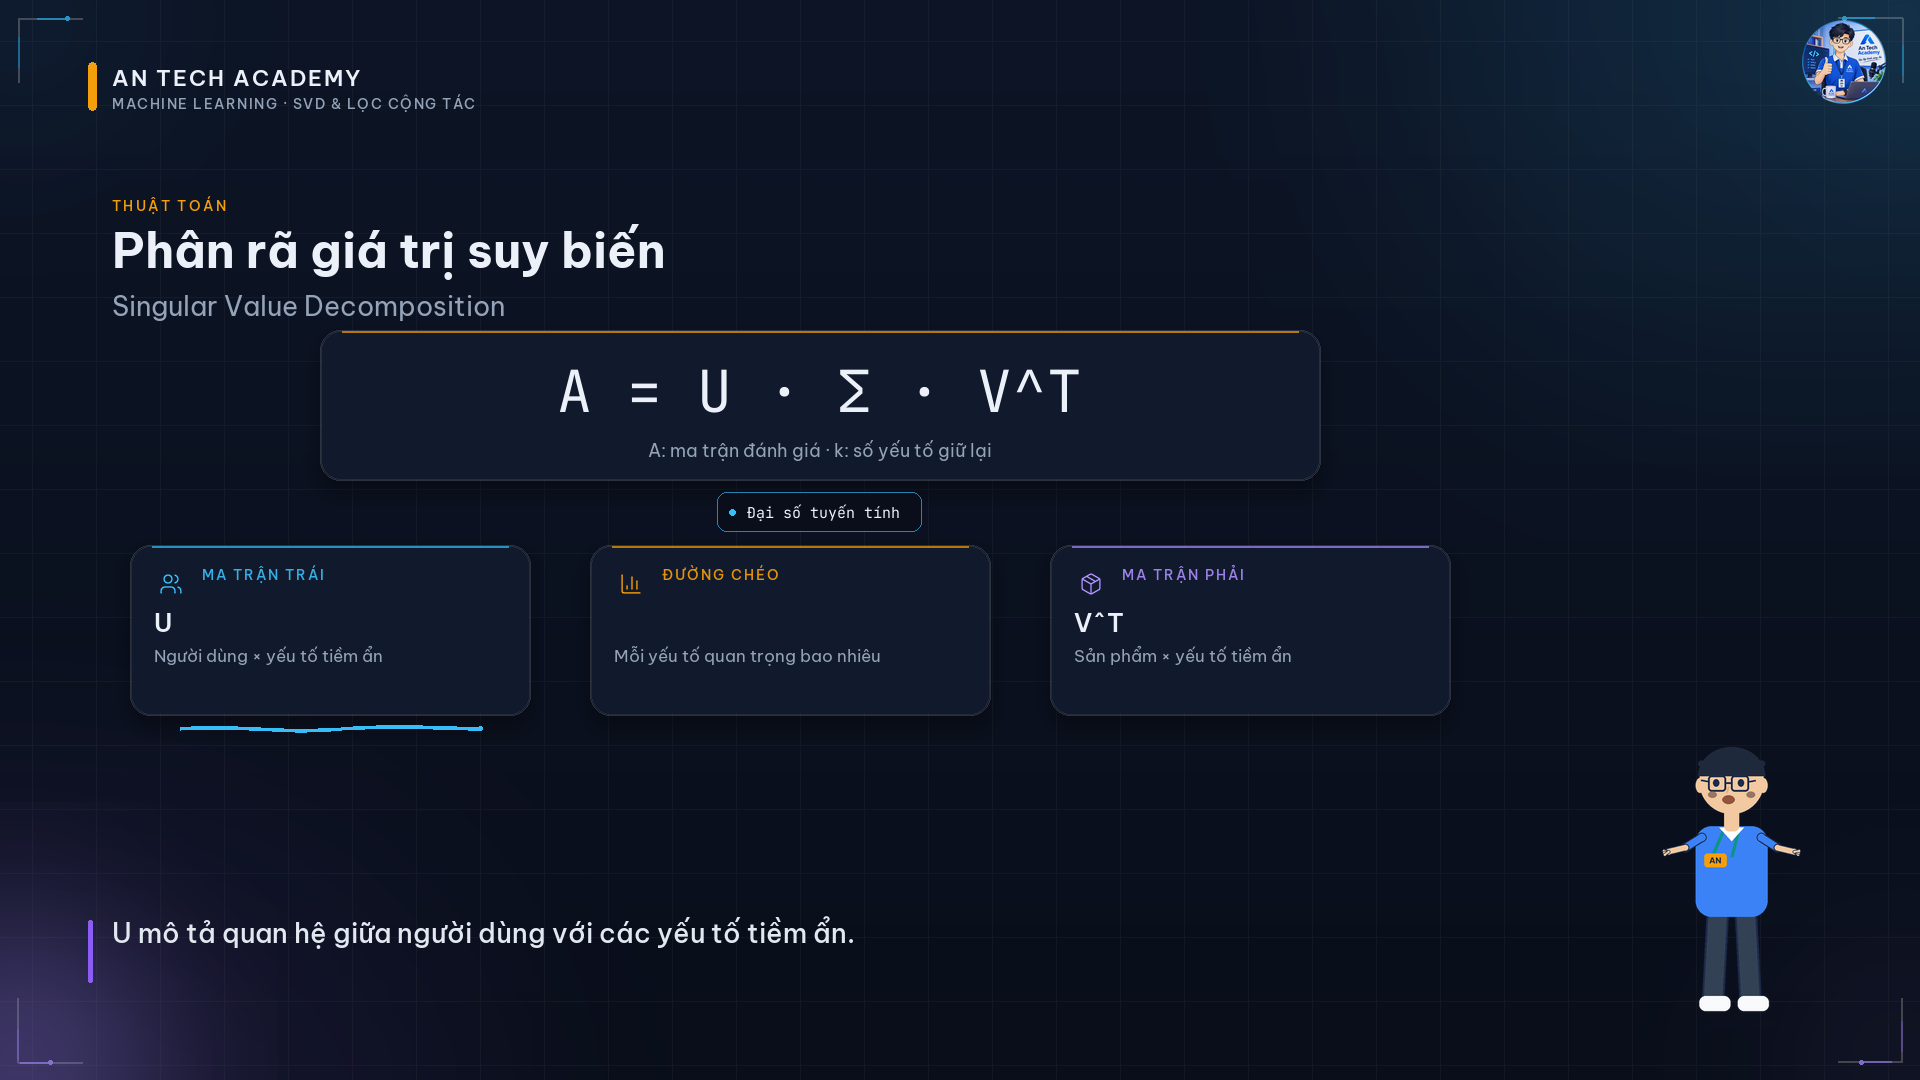 AN TECH ACADEMY
MACHINE LEARNING · SVD & LỌC CỘNG TÁC
An Tech
Academy
THUẬT TOÁN
Phân rã giá trị suy biến
Singular Value Decomposition
A = U · Σ · V^T
A: ma trận đánh giá · k: số yếu tố giữ lại
Đại số tuyến tính
MA TRẬN TRÁI
U
Người dùng × yếu tố tiềm ẩn
ĐƯỜNG CHÉO
Mỗi yếu tố quan trọng bao nhiêu
MA TRẬN PHẢI
V^T
Sản phẩm × yếu tố tiềm ẩn
AN
U mô tả quan hệ giữa người dùng với các yếu tố tiềm ẩn.